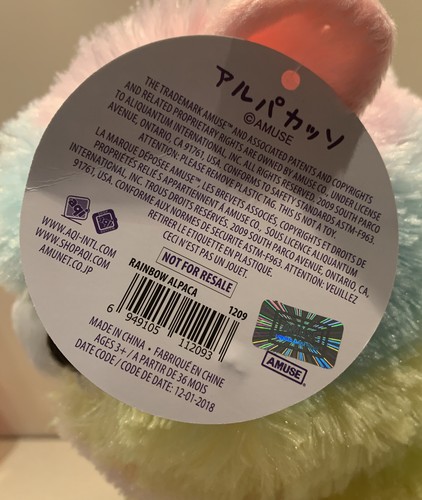 アルパカッソ
©AMUSE
THE TRADEMARK AMUSE™ AND ASSOCIATED PATENTS AND COPYRIGHTS
AND RELATED PROPRIETARY RIGHTS ARE OWNED BY AMUSE CO. UNDER LICENSE
TO ALIQUANTUM INTERNATIONAL, INC. ALL RIGHTS RESERVED. 2009 SOUTH PARCO
AVENUE, ONTARIO, CA 91761, USA. CONFORMS TO SAFETY STANDARDS ASTM-F963.
ATTENTION: PLEASE REMOVE PLASTIC TAG. THIS IS NOT A TOY.
LA MARQUE DÉPOSÉE AMUSE™, LES BREVETS ASSOCIÉS, COPYRIGHTS ET DROITS DE
PROPRIÉTÉS RELIÉS APPARTIENNENT À AMUSE CO. SOUS LICENCE ALIQUANTUM
INTERNATIONAL, INC. TROUS DROITS RÉSERVÉS. 2009 SOUTH PARCO AVENUE, ONTARIO, CA,
91761, USA. CONFORME AUX NORMES DE SÉCURITÉ ASTM-F963. ATTENTION: VEUILLEZ
RETIRER LE ETIQUETTE EN PLASTIQUE.
CECI N'EST PAS UN JOUET.
WWW.AQI-INTL.COM
WWW.SHOPAQI.COM
AMUNET.CO.JP
NOT FOR RESALE
RAINBOW ALPACA 1209
6 949105 112093
MADE IN CHINA • FABRIQUE EN CHINE
AGES 3+ / A PARTIR DE 36 MOIS
DATE CODE / CODE DE DATE: 12-01-2018
AMUSE